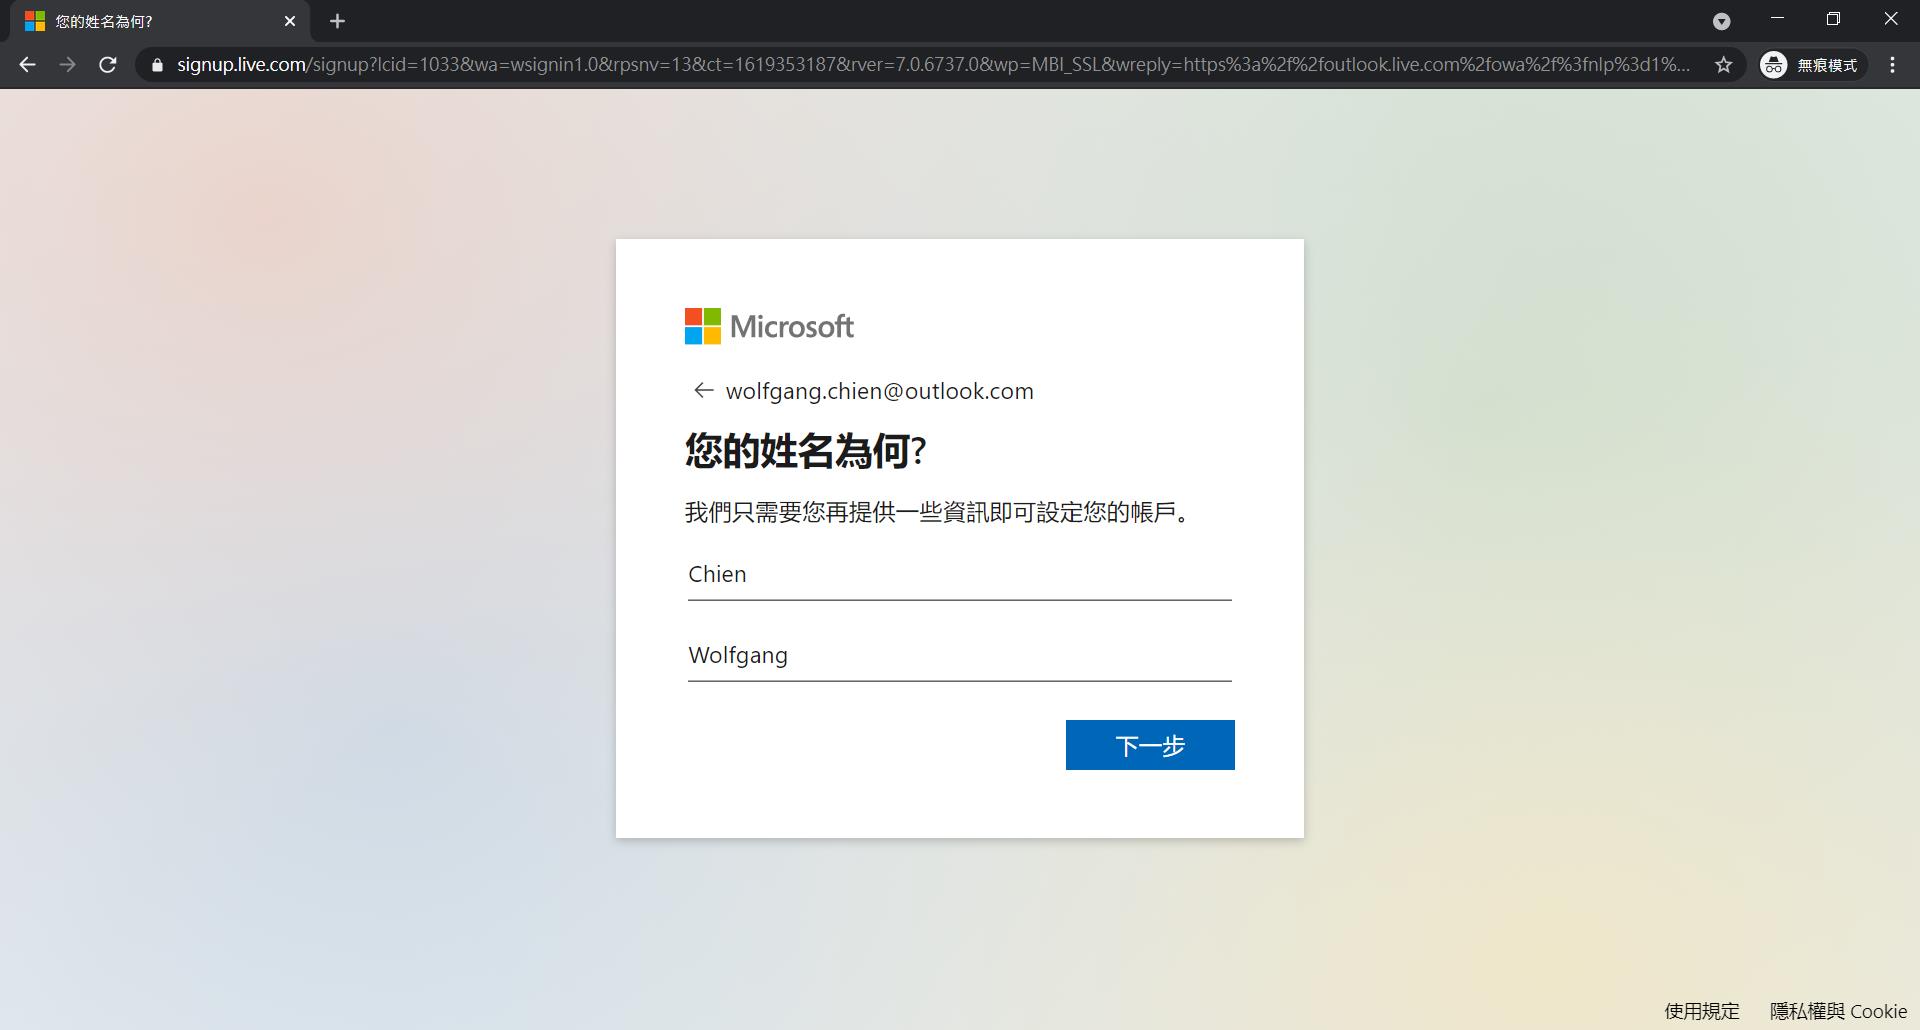 您的姓名為何?
signup.live.com/signup?lcid=1033&wa=wsignin1.0&rpsnv=13&ct=1619353187&rver=7.0.6737.0&wp=MBI_SSL&wreply=https%3a%2f%2foutlook.live.com%2fowa%2f%3fnlp%3d1%...
無痕模式
Microsoft
wolfgang.chien@outlook.com
您的姓名為何?
我們只需要您再提供一些資訊即可設定您的帳戶。
Chien
Wolfgang
下一步
使用規定 隱私權與 Cookie